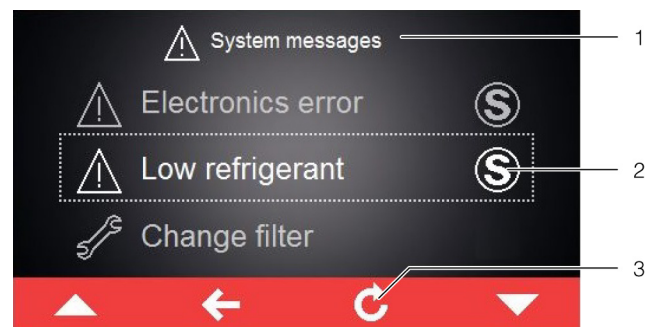 System messages
1
Electronics error S
Low refrigerant S
2
Change filter
3